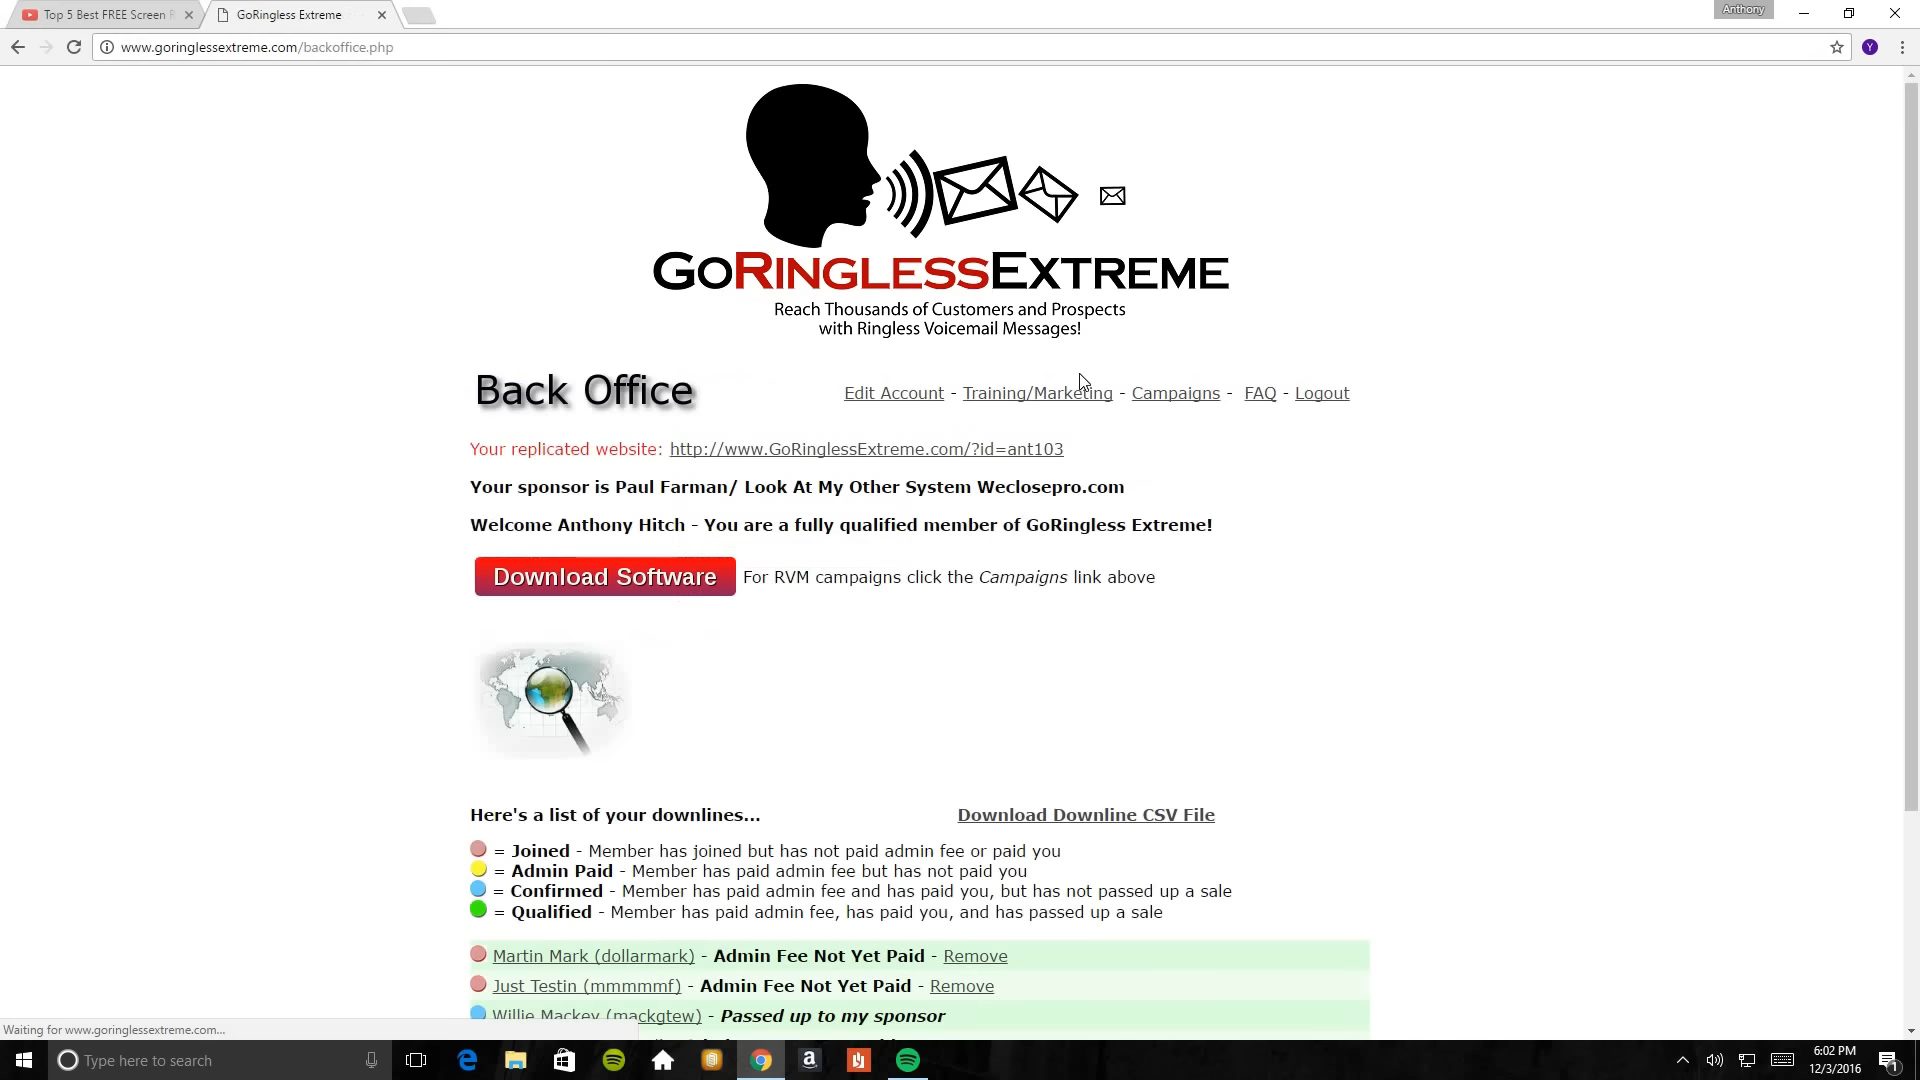 Top 5 Best FREE Screen R
GoRingless Extreme
Anthony
www.goringlessextreme.com/backoffice.php
Y
GoRinglessExtreme
Reach Thousands of Customers and Prospects
with Ringless Voicemail Messages!
Back Office
Edit Account - Training/Marketing - Campaigns - FAQ - Logout
Your replicated website: http://www.GoRinglessExtreme.com/?id=ant103
Your sponsor is Paul Farman/ Look At My Other System Weclosepro.com
Welcome Anthony Hitch - You are a fully qualified member of GoRingless Extreme!
Download Software For RVM campaigns click the Campaigns link above
Here's a list of your downlines... Download Downline CSV File
= Joined - Member has joined but has not paid admin fee or paid you
= Admin Paid - Member has paid admin fee but has not paid you
= Confirmed - Member has paid admin fee and has paid you, but has not passed up a sale
= Qualified - Member has paid admin fee, has paid you, and has passed up a sale
Martin Mark (dollarmark) - Admin Fee Not Yet Paid - Remove
Just Testin (mmmmmf) - Admin Fee Not Yet Paid - Remove
Willie Mackey (mackgtew) - Passed up to my sponsor
Waiting for www.goringlessextreme.com...
Type here to search
6:02 PM
12/3/2016
1